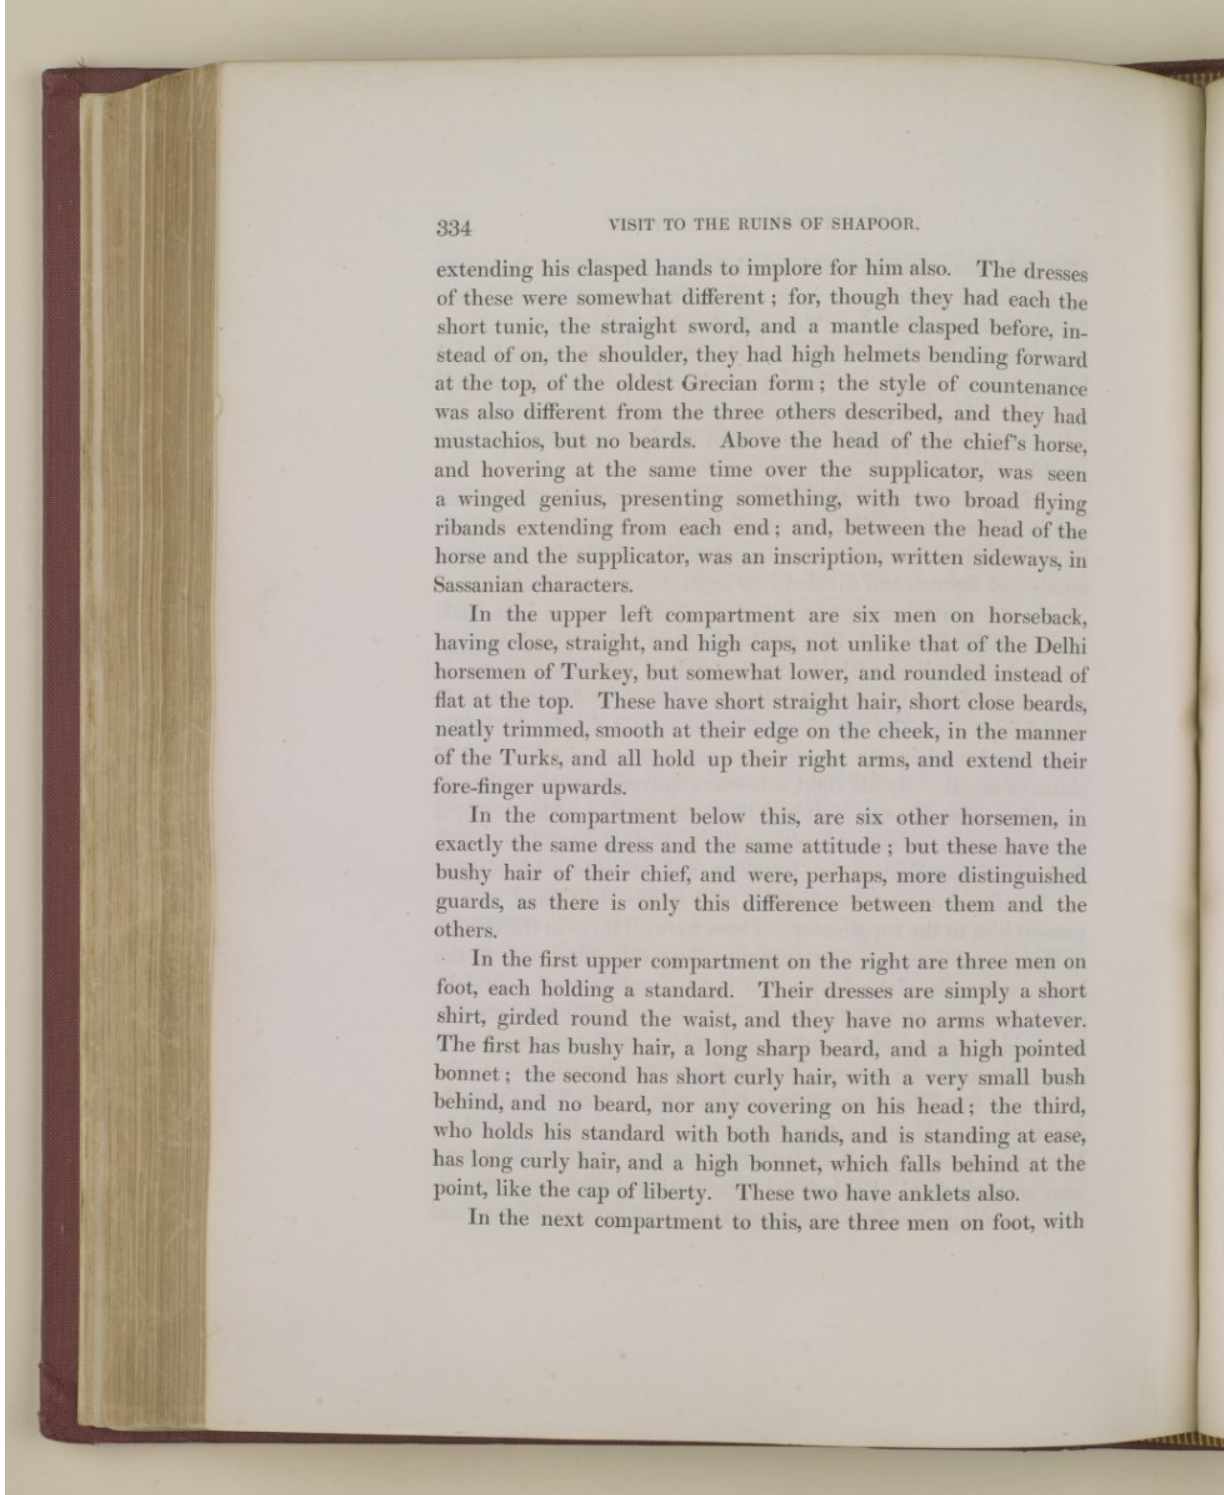 334 VISIT TO THE RUINS OF SHAPOOR.
extending his clasped hands to implore for him also. The dresses
of these were somewhat different ; for, though they had each the
short tunic, the straight sword, and a mantle clasped before, in-
stead of on, the shoulder, they had high helmets bending forward
at the top, of the oldest Grecian form ; the style of countenance
was also different from the three others described, and they had
mustachios, but no beards. Above the head of the chief's horse,
and hovering at the same time over the supplicator, was seen
a winged genius, presenting something, with two broad flying
ribands extending from each end ; and, between the head of the
horse and the supplicator, was an inscription, written sideways, in
Sassanian characters.
In the upper left compartment are six men on horseback,
having close, straight, and high caps, not unlike that of the Delhi
horsemen of Turkey, but somewhat lower, and rounded instead of
flat at the top. These have short straight hair, short close beards,
neatly trimmed, smooth at their edge on the cheek, in the manner
of the Turks, and all hold up their right arms, and extend their
fore-finger upwards.
In the compartment below this, are six other horsemen, in
exactly the same dress and the same attitude ; but these have the
bushy hair of their chief, and were, perhaps, more distinguished
guards, as there is only this difference between them and the
others.
In the first upper compartment on the right are three men on
foot, each holding a standard. Their dresses are simply a short
shirt, girded round the waist, and they have no arms whatever.
The first has bushy hair, a long sharp beard, and a high pointed
bonnet ; the second has short curly hair, with a very small bush
behind, and no beard, nor any covering on his head ; the third,
who holds his standard with both hands, and is standing at ease,
has long curly hair, and a high bonnet, which falls behind at the
point, like the cap of liberty. These two have anklets also.
In the next compartment to this, are three men on foot, with